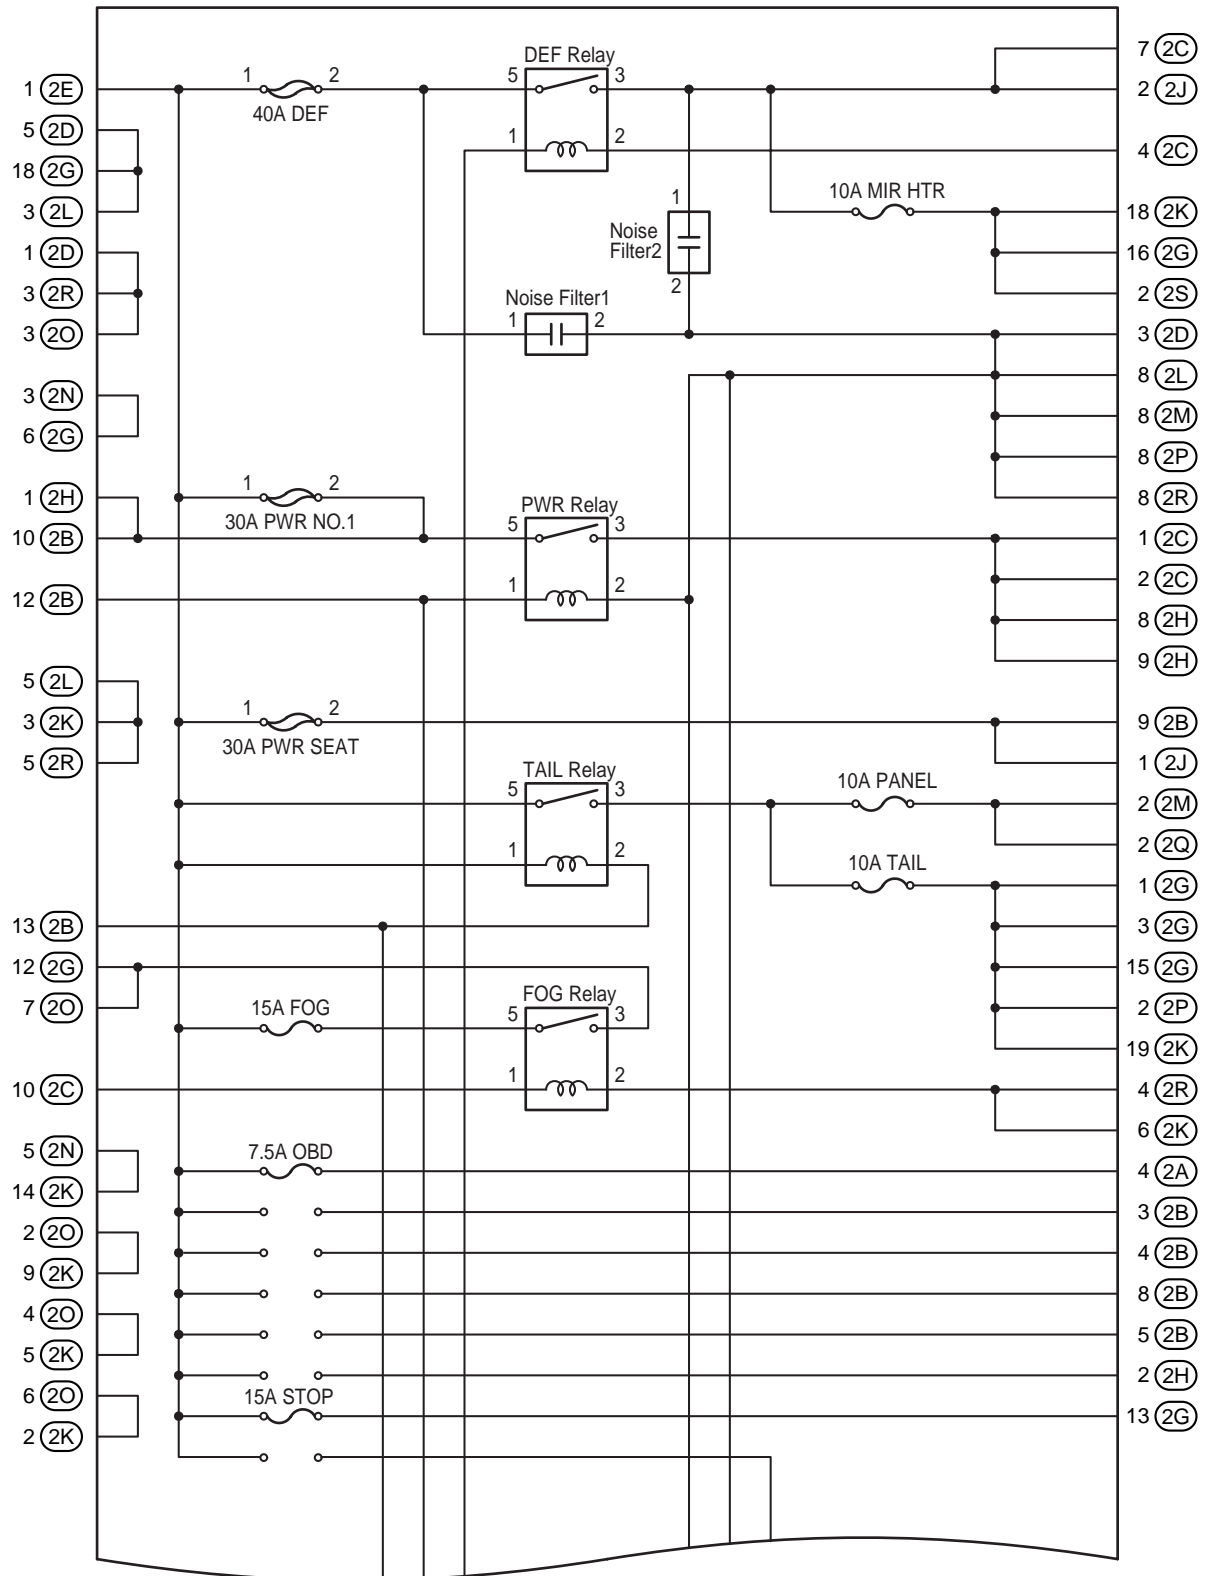 7 2C
DEF Relay
1 2E
1 2
40A DEF
5 3
2 2J
5 2D
1 2
4 2C
18 2G
10A MIR HTR
3 2L
1
Noise
Filter2
2
18 2K
1 2D
16 2G
3 2R
2 2S
Noise Filter1
3 2O
1 2
3 2D
8 2L
3 2N
8 2M
6 2G
8 2P
1 2H
1 2
30A PWR NO.1
8 2R
PWR Relay
10 2B
5 3
1 2C
2 2C
12 2B
1 2
8 2H
9 2H
5 2L
3 2K
1 2
30A PWR SEAT
9 2B
5 2R
1 2J
TAIL Relay
5 3
10A PANEL
2 2M
2 2Q
1 2
10A TAIL
1 2G
13 2B
3 2G
12 2G
15 2G
7 2O
15A FOG
FOG Relay
5 3
2 2P
19 2K
10 2C
1 2
4 2R
6 2K
5 2N
7.5A OBD
4 2A
14 2K
3 2B
2 2O
4 2B
9 2K
8 2B
4 2O
5 2B
5 2K
2 2H
6 2O
15A STOP
13 2G
2 2K